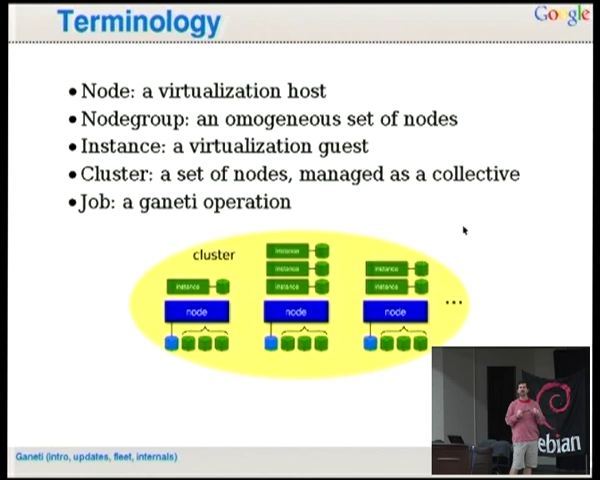 Terminology
Google
• Node: a virtualization host
• Nodegroup: an omogeneous set of nodes
• Instance: a virtualization guest
• Cluster: a set of nodes, managed as a collective
• Job: a ganeti operation
cluster
instance
instance
instance
instance
instance
instance
node
node
node
...
Ganeti (intro, updates, fleet, internals)
ebian